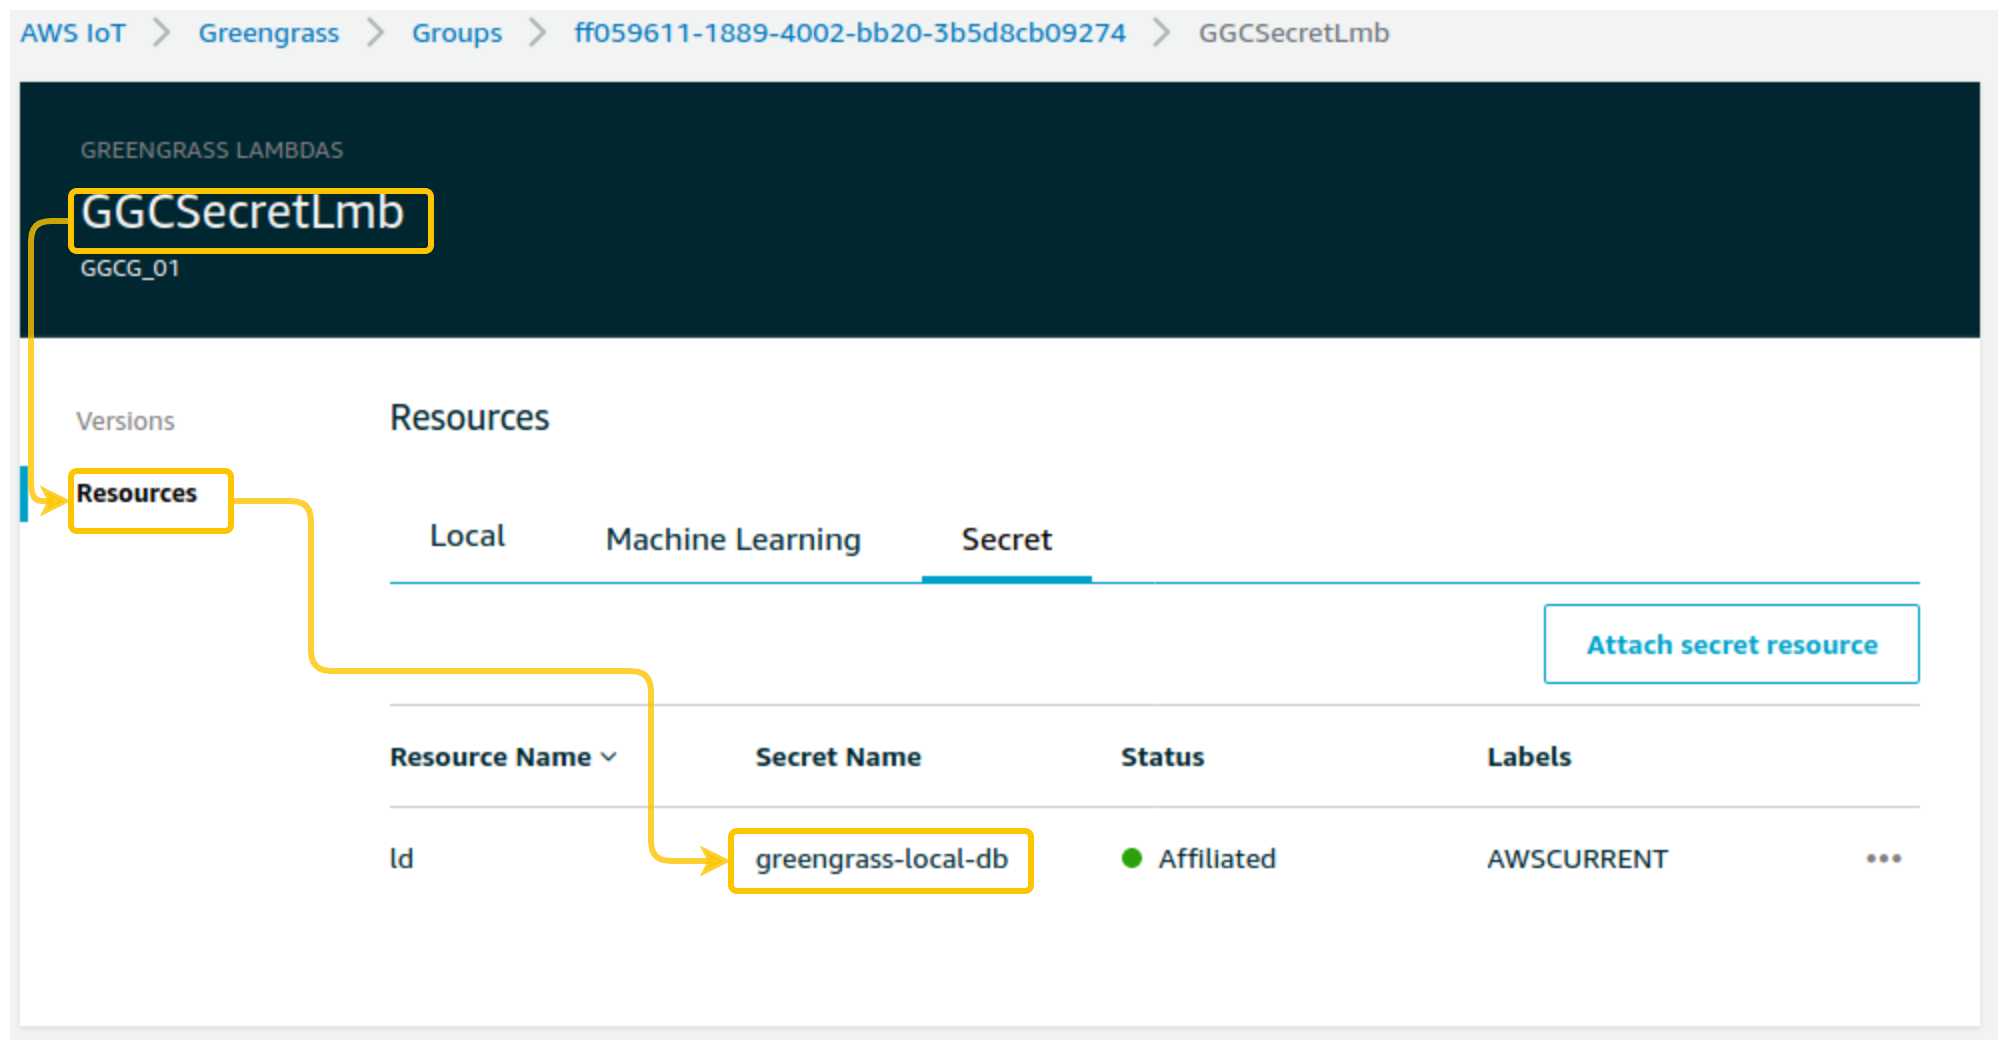 AWS IoT > Greengrass > Groups > ff059611-1889-4002-bb20-3b5d8cb09274 > GGCSecretLmb
GREENGRASS LAMBDAS
GGCSecretLmb
GGCG_01
Versions
Resources
Resources
Local Machine Learning Secret
Attach secret resource
Resource Name Secret Name Status Labels
ld greengrass-local-db Affiliated AWSCURRENT